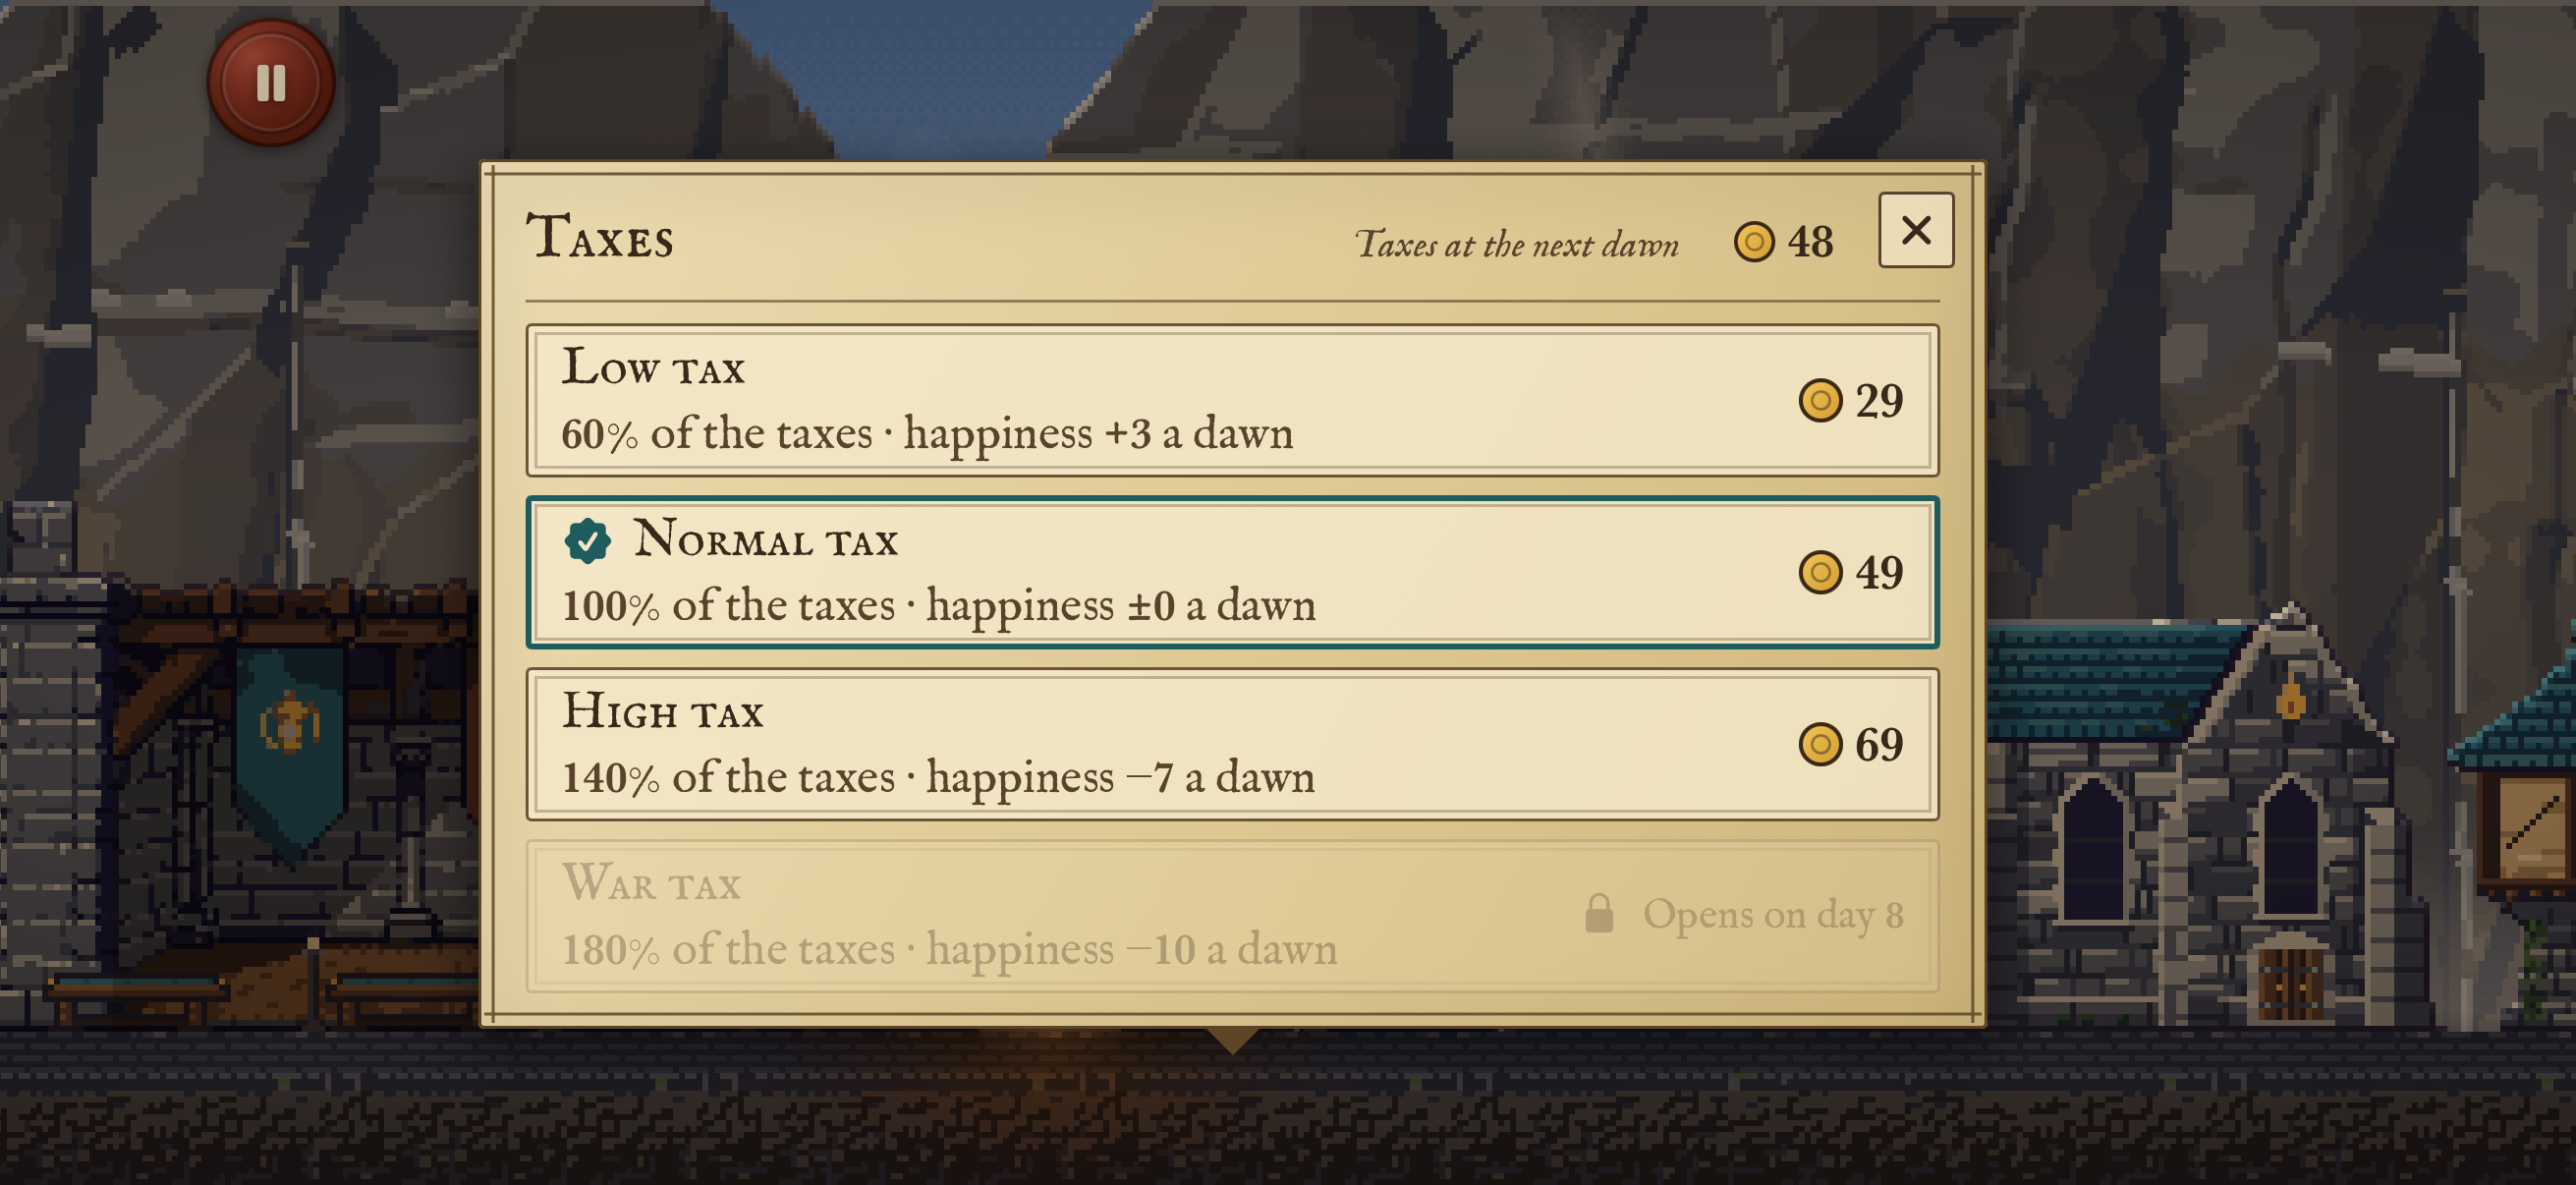 Taxes
Taxes at the next dawn 48
Low tax
60% of the taxes · happiness +3 a dawn
29
Normal tax
100% of the taxes · happiness ±0 a dawn
49
High tax
140% of the taxes · happiness −7 a dawn
69
War tax
180% of the taxes · happiness −10 a dawn
Opens on day 8